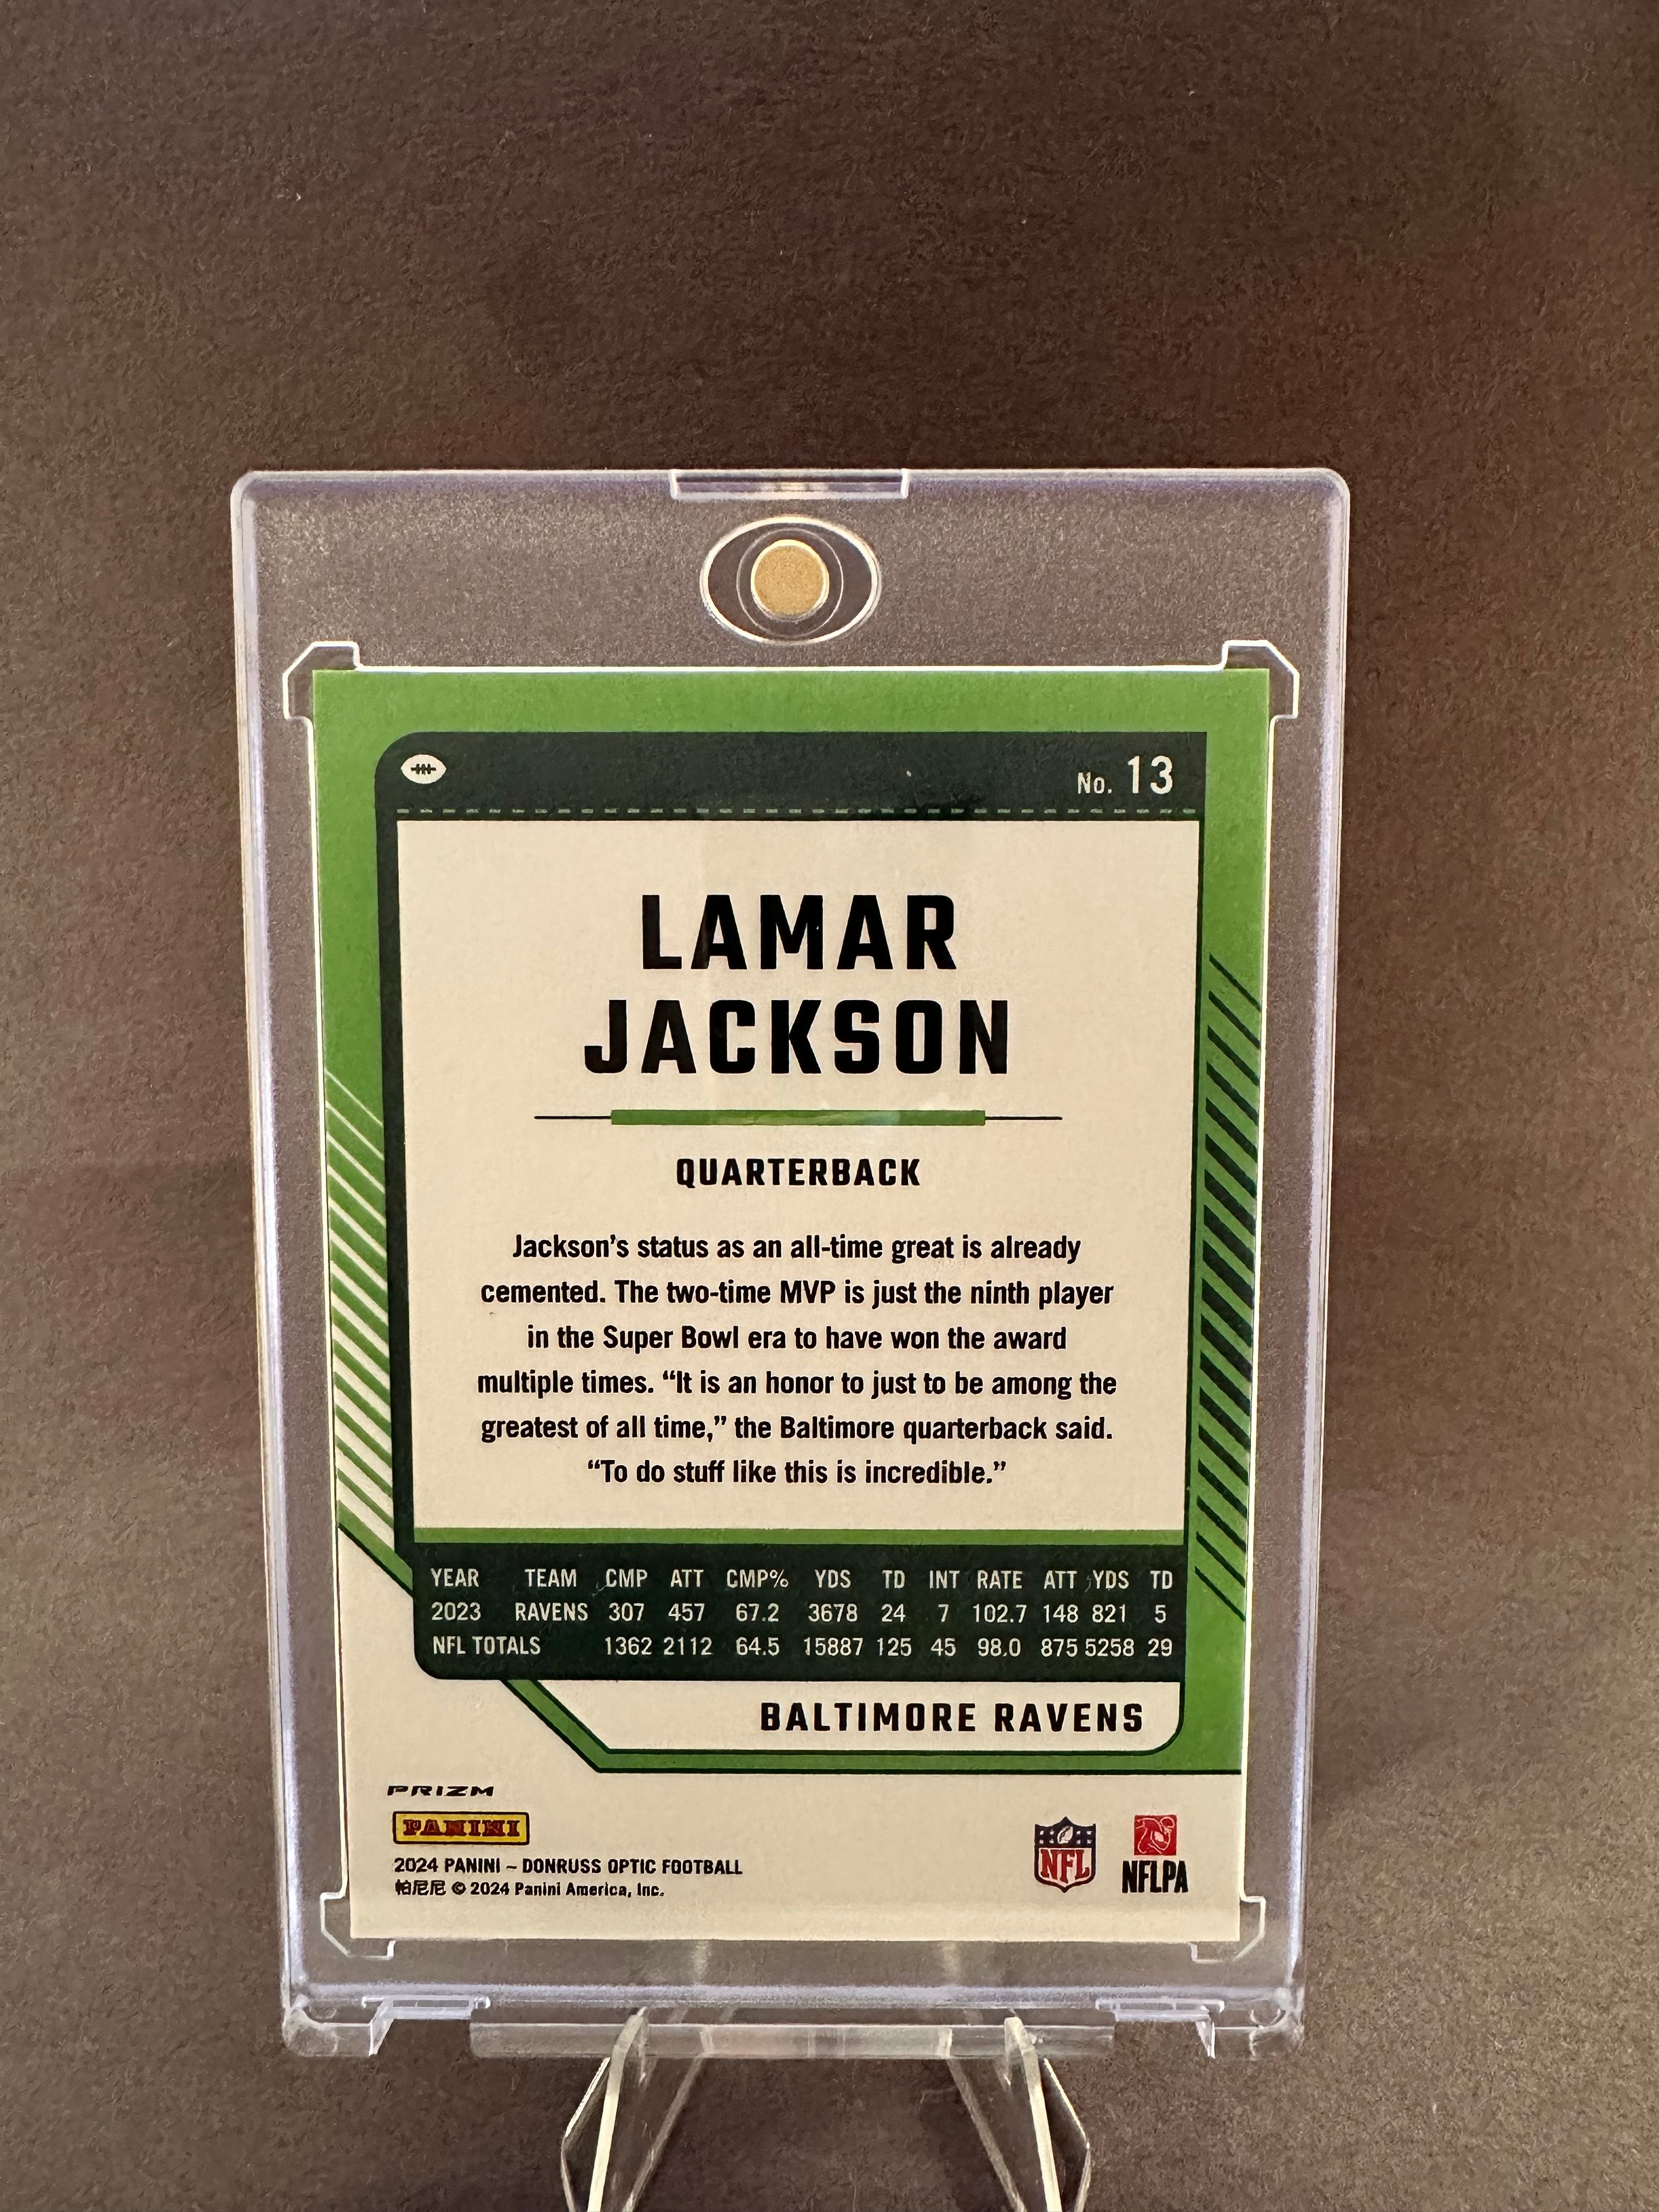 No. 13
LAMAR
JACKSON
QUARTERBACK
Jackson's status as an all-time great is already
cemented. The two-time MVP is just the ninth player
in the Super Bowl era to have won the award
multiple times. “It is an honor to just to be among the
greatest of all time,” the Baltimore quarterback said.
“To do stuff like this is incredible.”
YEAR TEAM CMP ATT CMP% YDS TD INT RATE ATT YDS TD
2023 RAVENS 307 457 67.2 3678 24 7 102.7 148 821 5
NFL TOTALS 1362 2112 64.5 15887 125 45 98.0 875 5258 29
BALTIMORE RAVENS
PRIZM
PANINI
2024 PANINI – DONRUSS OPTIC FOOTBALL
帕尼尼 © 2024 Panini America, Inc.
NFL
NFLPA